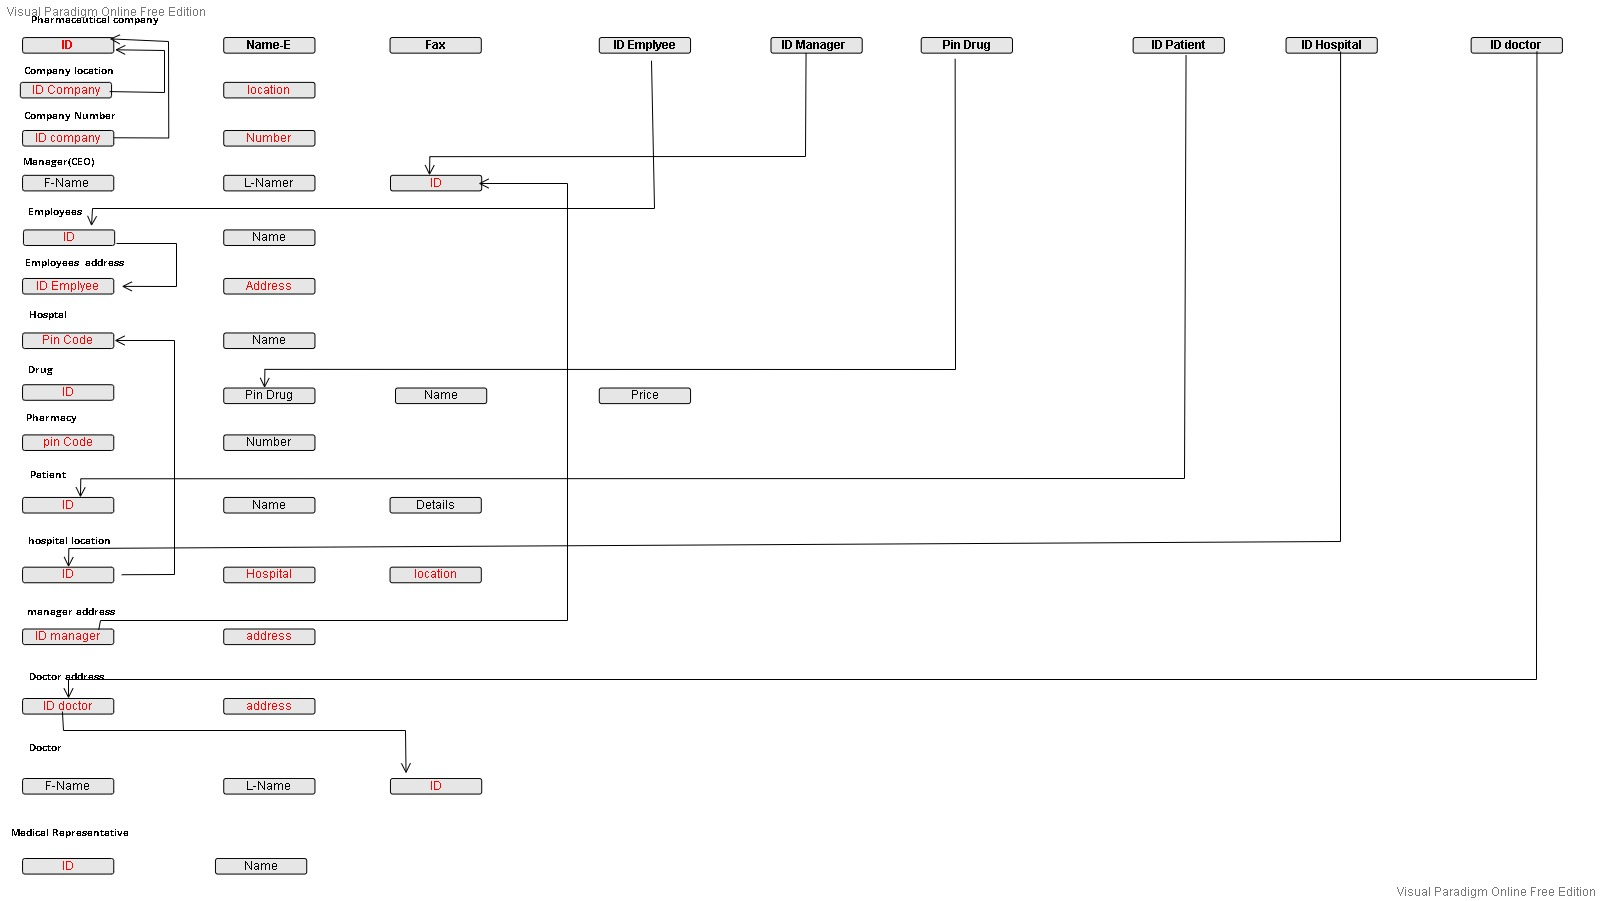 Visual Paradigm Online Free Edition
Pharmaceutical company
ID Name-E Fax ID Emplyee ID Manager Pin Drug ID Patient ID Hospital ID doctor
Company location
ID Company location
Company Number
ID company Number
Manager(CEO)
F-Name L-Namer ID
Employees
ID Name
Employees address
ID Emplyee Address
Hosptal
Pin Code Name
Drug
ID Pin Drug Name Price
Pharmacy
pin Code Number
Patient
ID Name Details
hospital location
ID Hospital location
manager address
ID manager address
Doctor address
ID doctor address
Doctor
F-Name L-Name ID
Medical Representative
ID Name
Visual Paradigm Online Free Edition